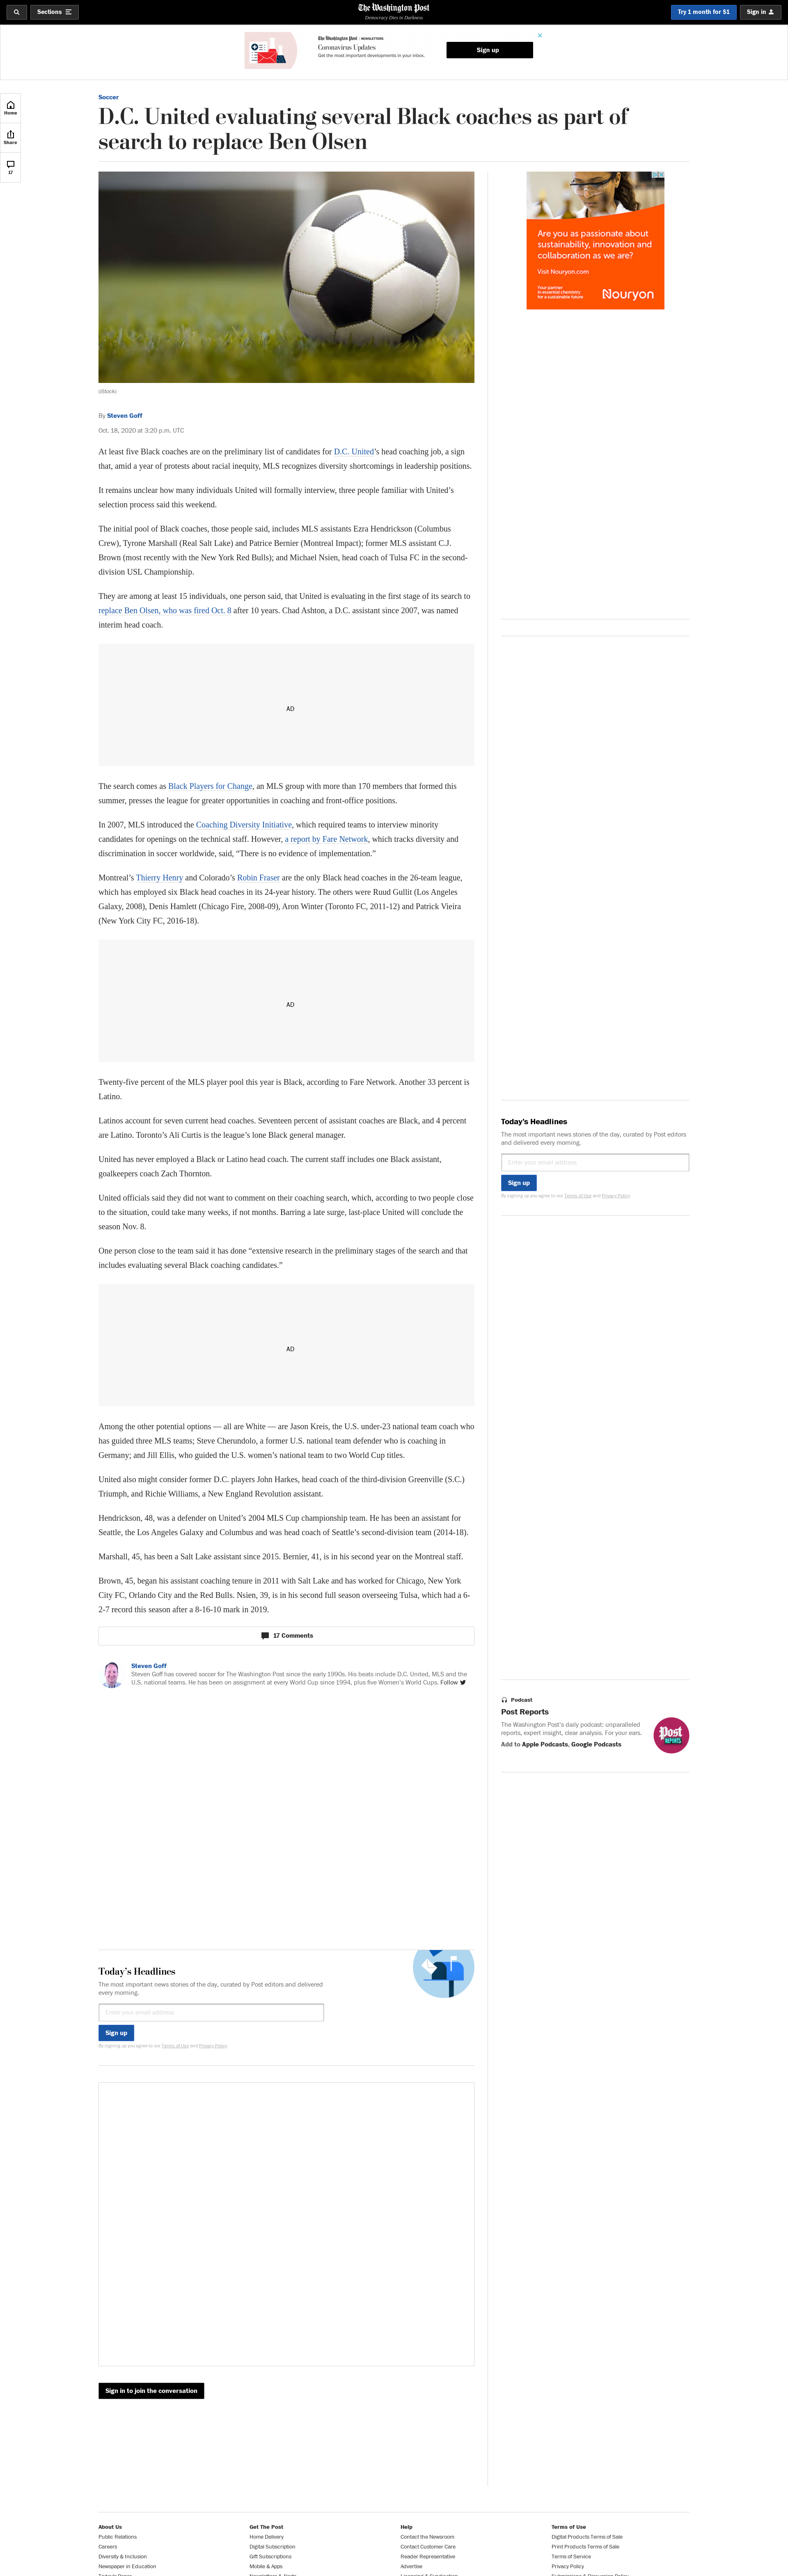 Sections
The Washington Post
Democracy Dies in Darkness
Try 1 month for $1
Sign in
The Washington Post | NEWSLETTERS
Coronavirus Updates
Get the most important developments in your inbox.
Sign up
Home
Share
17
Soccer
D.C. United evaluating several Black coaches as part of
search to replace Ben Olsen
(iStock)
By Steven Goff
Oct. 18, 2020 at 3:20 p.m. UTC
At least five Black coaches are on the preliminary list of candidates for D.C. United’s head coaching job, a sign
that, amid a year of protests about racial inequity, MLS recognizes diversity shortcomings in leadership positions.
It remains unclear how many individuals United will formally interview, three people familiar with United’s
selection process said this weekend.
The initial pool of Black coaches, those people said, includes MLS assistants Ezra Hendrickson (Columbus
Crew), Tyrone Marshall (Real Salt Lake) and Patrice Bernier (Montreal Impact); former MLS assistant C.J.
Brown (most recently with the New York Red Bulls); and Michael Nsien, head coach of Tulsa FC in the second-
division USL Championship.
They are among at least 15 individuals, one person said, that United is evaluating in the first stage of its search to
replace Ben Olsen, who was fired Oct. 8 after 10 years. Chad Ashton, a D.C. assistant since 2007, was named
interim head coach.
AD
The search comes as Black Players for Change, an MLS group with more than 170 members that formed this
summer, presses the league for greater opportunities in coaching and front-office positions.
In 2007, MLS introduced the Coaching Diversity Initiative, which required teams to interview minority
candidates for openings on the technical staff. However, a report by Fare Network, which tracks diversity and
discrimination in soccer worldwide, said, “There is no evidence of implementation.”
Montreal’s Thierry Henry and Colorado’s Robin Fraser are the only Black head coaches in the 26-team league,
which has employed six Black head coaches in its 24-year history. The others were Ruud Gullit (Los Angeles
Galaxy, 2008), Denis Hamlett (Chicago Fire, 2008-09), Aron Winter (Toronto FC, 2011-12) and Patrick Vieira
(New York City FC, 2016-18).
AD
Twenty-five percent of the MLS player pool this year is Black, according to Fare Network. Another 33 percent is
Latino.
Latinos account for seven current head coaches. Seventeen percent of assistant coaches are Black, and 4 percent
are Latino. Toronto’s Ali Curtis is the league’s lone Black general manager.
United has never employed a Black or Latino head coach. The current staff includes one Black assistant,
goalkeepers coach Zach Thornton.
United officials said they did not want to comment on their coaching search, which, according to two people close
to the situation, could take many weeks, if not months. Barring a late surge, last-place United will conclude the
season Nov. 8.
One person close to the team said it has done “extensive research in the preliminary stages of the search and that
includes evaluating several Black coaching candidates.”
AD
Among the other potential options — all are White — are Jason Kreis, the U.S. under-23 national team coach who
has guided three MLS teams; Steve Cherundolo, a former U.S. national team defender who is coaching in
Germany; and Jill Ellis, who guided the U.S. women’s national team to two World Cup titles.
United also might consider former D.C. players John Harkes, head coach of the third-division Greenville (S.C.)
Triumph, and Richie Williams, a New England Revolution assistant.
Hendrickson, 48, was a defender on United’s 2004 MLS Cup championship team. He has been an assistant for
Seattle, the Los Angeles Galaxy and Columbus and was head coach of Seattle’s second-division team (2014-18).
Marshall, 45, has been a Salt Lake assistant since 2015. Bernier, 41, is in his second year on the Montreal staff.
Brown, 45, began his assistant coaching tenure in 2011 with Salt Lake and has worked for Chicago, New York
City FC, Orlando City and the Red Bulls. Nsien, 39, is in his second full season overseeing Tulsa, which had a 6-
2-7 record this season after a 8-16-10 mark in 2019.
17 Comments
Steven Goff
Steven Goff has covered soccer for The Washington Post since the early 1990s. His beats include D.C. United, MLS and the
U.S. national teams. He has been on assignment at every World Cup since 1994, plus five Women’s World Cups. Follow
Today’s Headlines
The most important news stories of the day, curated by Post editors and delivered
every morning.
Enter your email address
Sign up
By signing up you agree to our Terms of Use and Privacy Policy
Sign in to join the conversation
Are you as passionate about
sustainability, innovation and
collaboration as we are?
Visit Nouryon.com
Your partner
in essential chemistry
for a sustainable future
Nouryon
Today’s Headlines
The most important news stories of the day, curated by Post editors
and delivered every morning.
Enter your email address
Sign up
By signing up you agree to our Terms of Use and Privacy Policy
Podcast
Post Reports
The Washington Post’s daily podcast: unparalleled
reports, expert insight, clear analysis. For your ears.
Add to Apple Podcasts, Google Podcasts
Post
REPORTS
About Us
Public Relations
Careers
Diversity & Inclusion
Newspaper in Education
Get The Post
Home Delivery
Digital Subscription
Gift Subscriptions
Mobile & Apps
Help
Contact the Newsroom
Contact Customer Care
Reader Representative
Advertise
Terms of Use
Digital Products Terms of Sale
Print Products Terms of Sale
Terms of Service
Privacy Policy